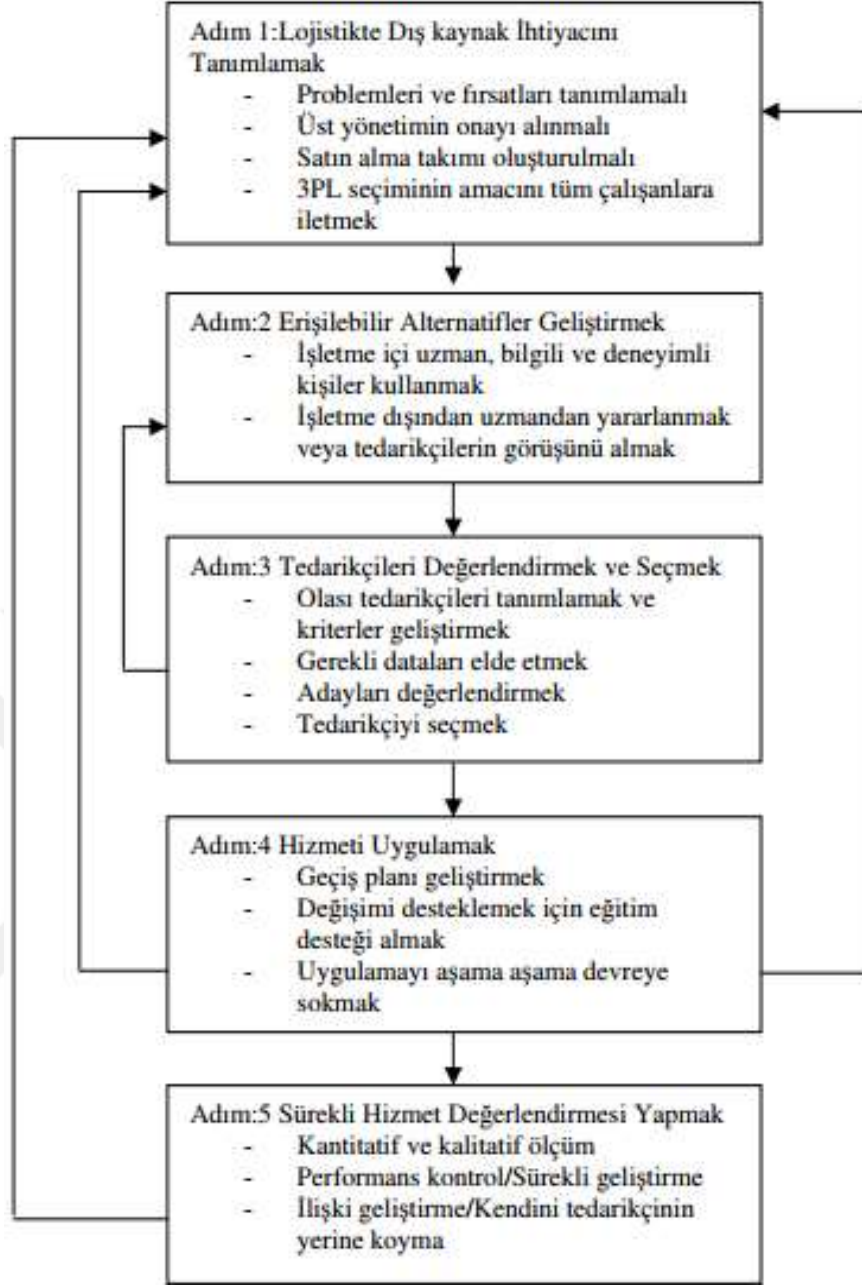 Adım 1:Lojistikte Dış kaynak İhtiyacını
Tanımlamak
- Problemleri ve fırsatları tanımlamalı
- Üst yönetimin onayı alınmalı
- Satın alma takımı oluşturulmalı
- 3PL seçiminin amacını tüm çalışanlara
iletmek
Adım:2 Erişilebilir Alternatifler Geliştirmek
- İşletme içi uzman, bilgili ve deneyimli
kişiler kullanmak
- İşletme dışından uzmandan yararlanmak
veya tedarikçilerin görüşünü almak
Adım:3 Tedarikçileri Değerlendirmek ve Seçmek
- Olası tedarikçileri tanımlamak ve
kriterler geliştirmek
- Gerekli dataları elde etmek
- Adayları değerlendirmek
- Tedarikçiyi seçmek
Adım:4 Hizmeti Uygulamak
- Geçiş planı geliştirmek
- Değişimi desteklemek için eğitim
desteği almak
- Uygulamayı aşama aşama devreye
sokmak
Adım:5 Sürekli Hizmet Değerlendirmesi Yapmak
- Kantitatif ve kalitatif ölçüm
- Performans kontrol/Sürekli geliştirme
- İlişki geliştirme/Kendini tedarikçinin
yerine koyma